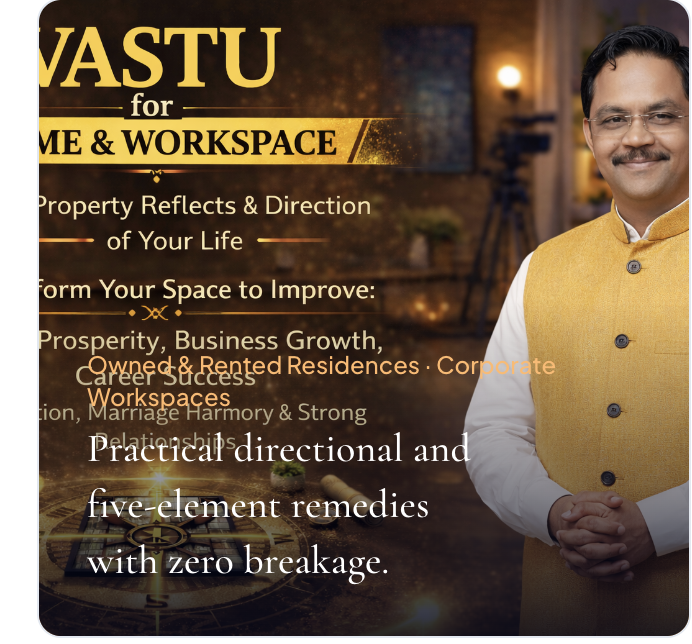 VASTU
for
ME & WORKSPACE
Property Reflects & Direction
of Your Life
form Your Space to Improve:
Prosperity, Business Growth,
Career Success
tion, Marriage Harmony & Strong
Relationships
Owned & Rented Residences · Corporate
Workspaces
Practical directional and
five-element remedies
with zero breakage.